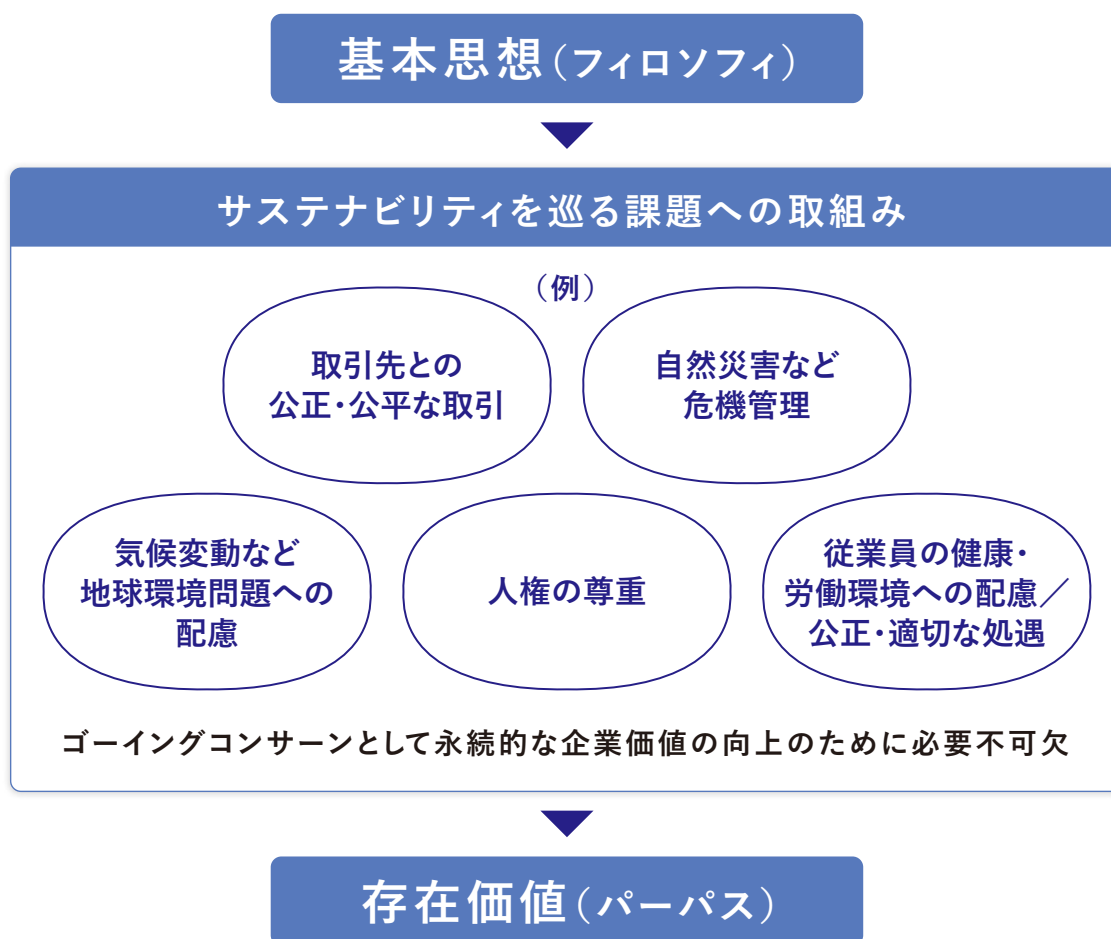 基本思想(フィロソフィ)
サステナビリティを巡る課題への取組み
(例)
取引先との
公正・公平な取引
自然災害など
危機管理
気候変動など
地球環境問題への
配慮
人権の尊重
従業員の健康・
労働環境への配慮/
公正・適切な処遇
ゴーイングコンサーンとして永続的な企業価値の向上のために必要不可欠
存在価値(パーパス)